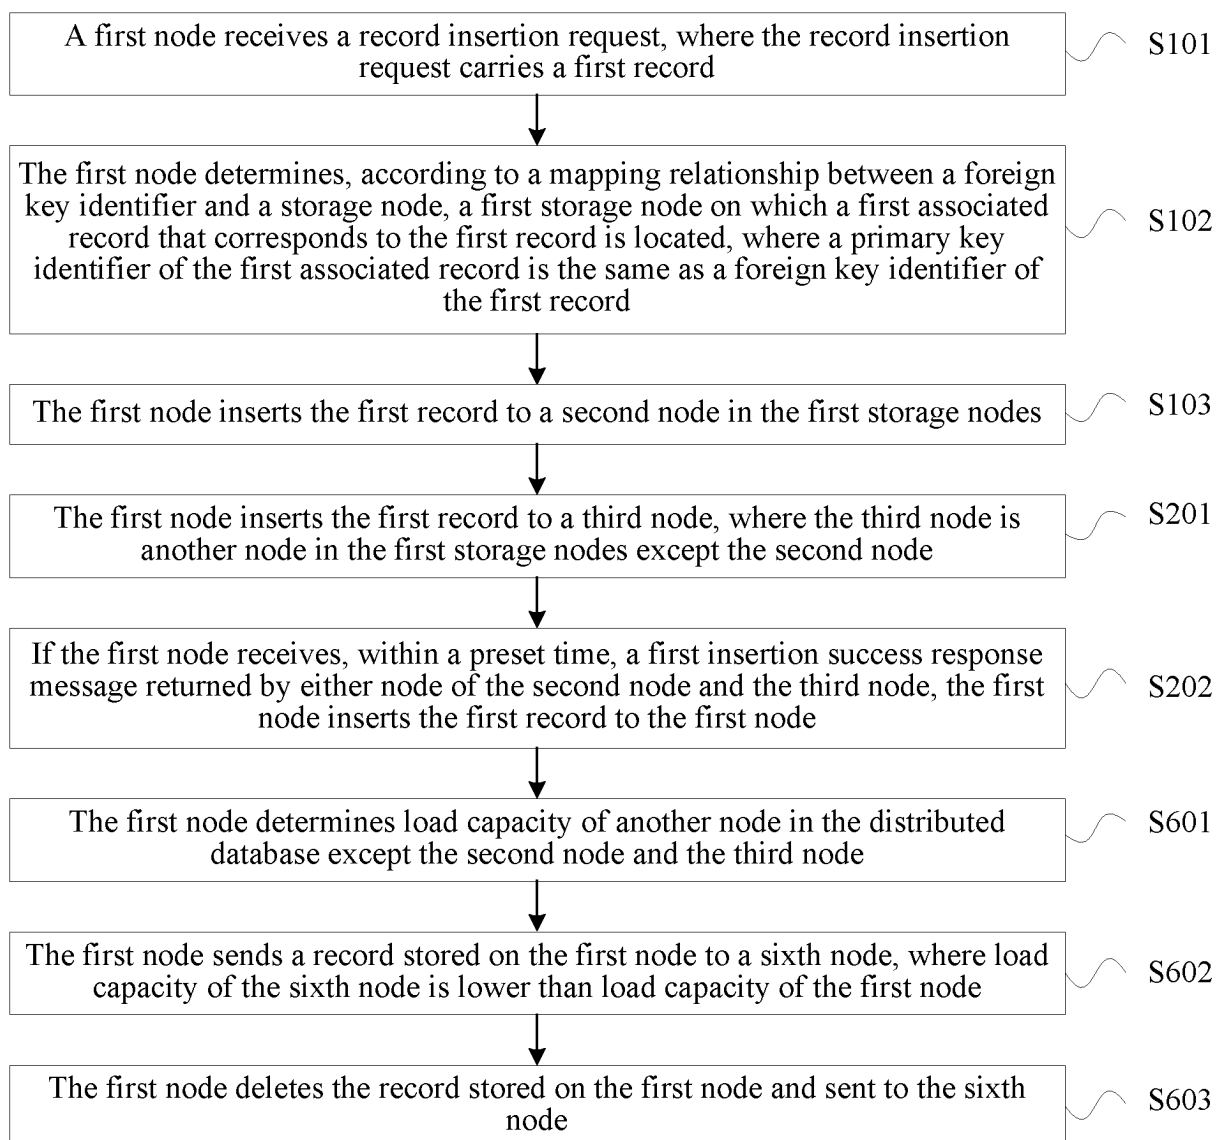 A first node receives a record insertion request, where the record insertion
request carries a first record
S101
The first node determines, according to a mapping relationship between a foreign
key identifier and a storage node, a first storage node on which a first associated
record that corresponds to the first record is located, where a primary key
identifier of the first associated record is the same as a foreign key identifier of
the first record
S102
The first node inserts the first record to a second node in the first storage nodes
S103
The first node inserts the first record to a third node, where the third node is
another node in the first storage nodes except the second node
S201
If the first node receives, within a preset time, a first insertion success response
message returned by either node of the second node and the third node, the first
node inserts the first record to the first node
S202
The first node determines load capacity of another node in the distributed
database except the second node and the third node
S601
The first node sends a record stored on the first node to a sixth node, where load
capacity of the sixth node is lower than load capacity of the first node
S602
The first node deletes the record stored on the first node and sent to the sixth
node
S603